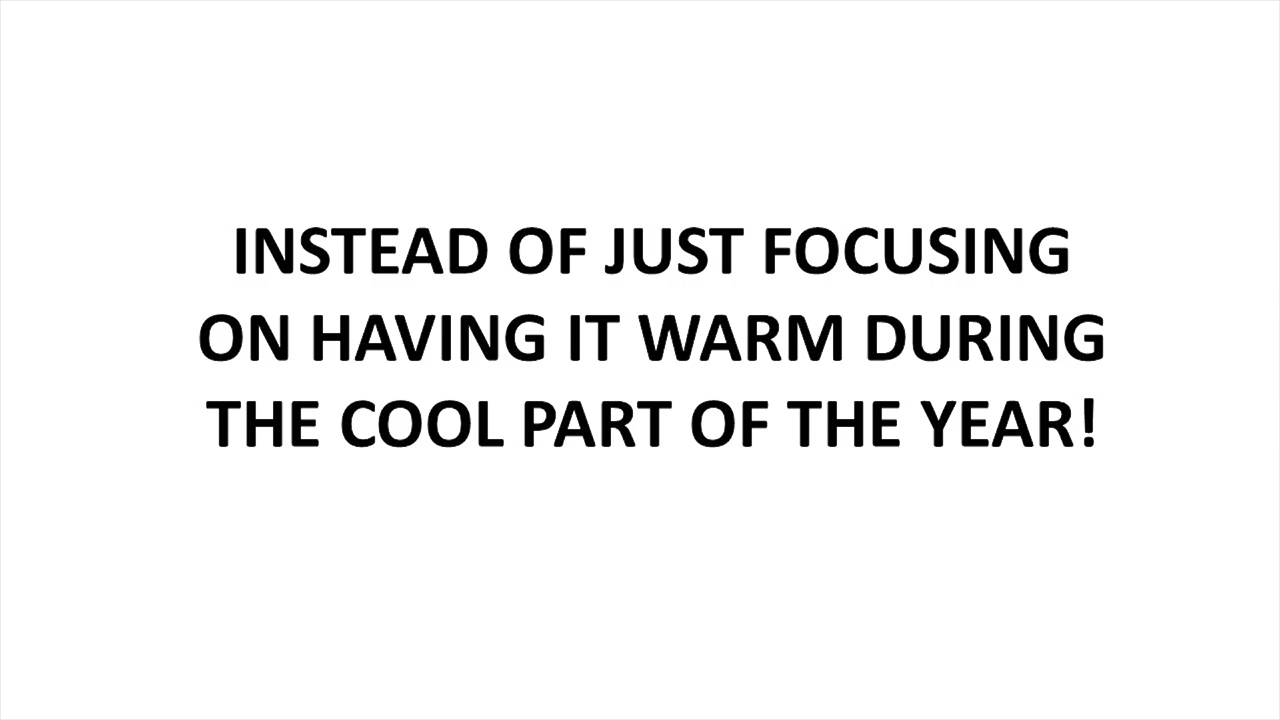 INSTEAD OF JUST FOCUSING
ON HAVING IT WARM DURING
THE COOL PART OF THE YEAR!